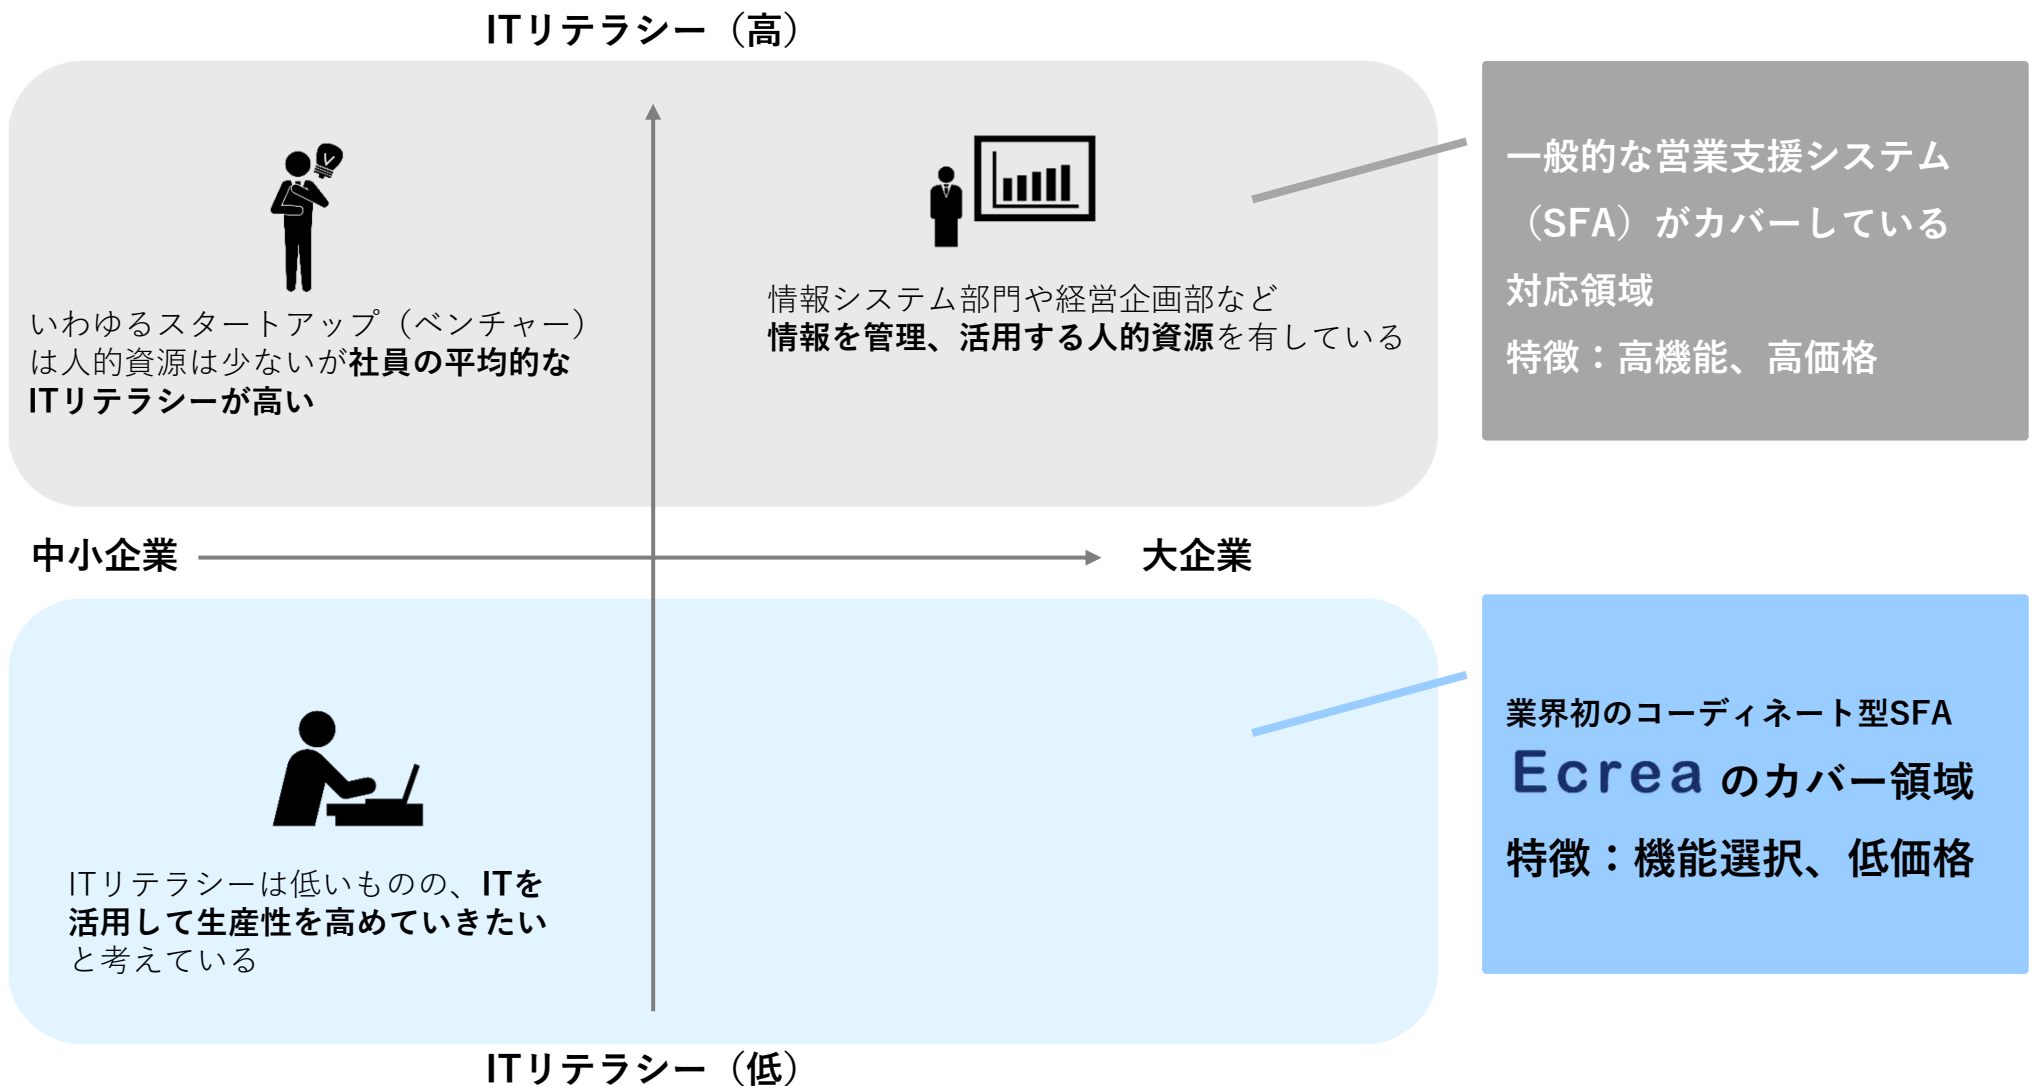 ITリテラシー（高）
いわゆるスタートアップ（ベンチャー）
は人的資源は少ないが社員の平均的な
ITリテラシーが高い
情報システム部門や経営企画部など
情報を管理、活用する人的資源を有している
一般的な営業支援システム
（SFA）がカバーしている
対応領域
特徴：高機能、高価格
中小企業
大企業
ITリテラシーは低いものの、ITを
活用して生産性を高めていきたい
と考えている
業界初のコーディネート型SFA
Ecrea のカバー領域
特徴：機能選択、低価格
ITリテラシー（低）